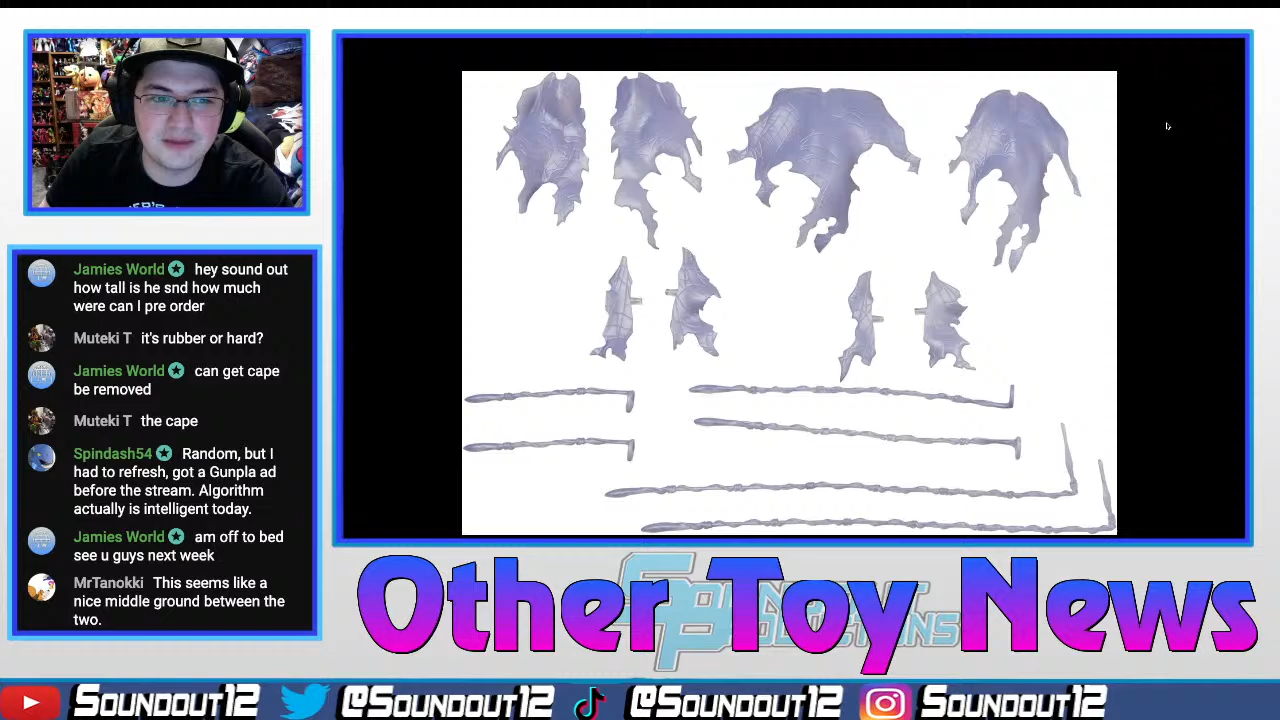 Jamies World hey sound out
how tall is he snd how much
were can I pre order
Muteki T it's rubber or hard?
Jamies World can get cape
be removed
Muteki T the cape
Spindash54 Random, but I
had to refresh, got a Gunpla ad
before the stream. Algorithm
actually is intelligent today.
Jamies World am off to bed
see u guys next week
MrTanokki This seems like a
nice middle ground between the
two.
Other Toy News
SOUNDOUT12
@SOUNDOUT12
@SOUNDOUT12
SOUNDOUT12